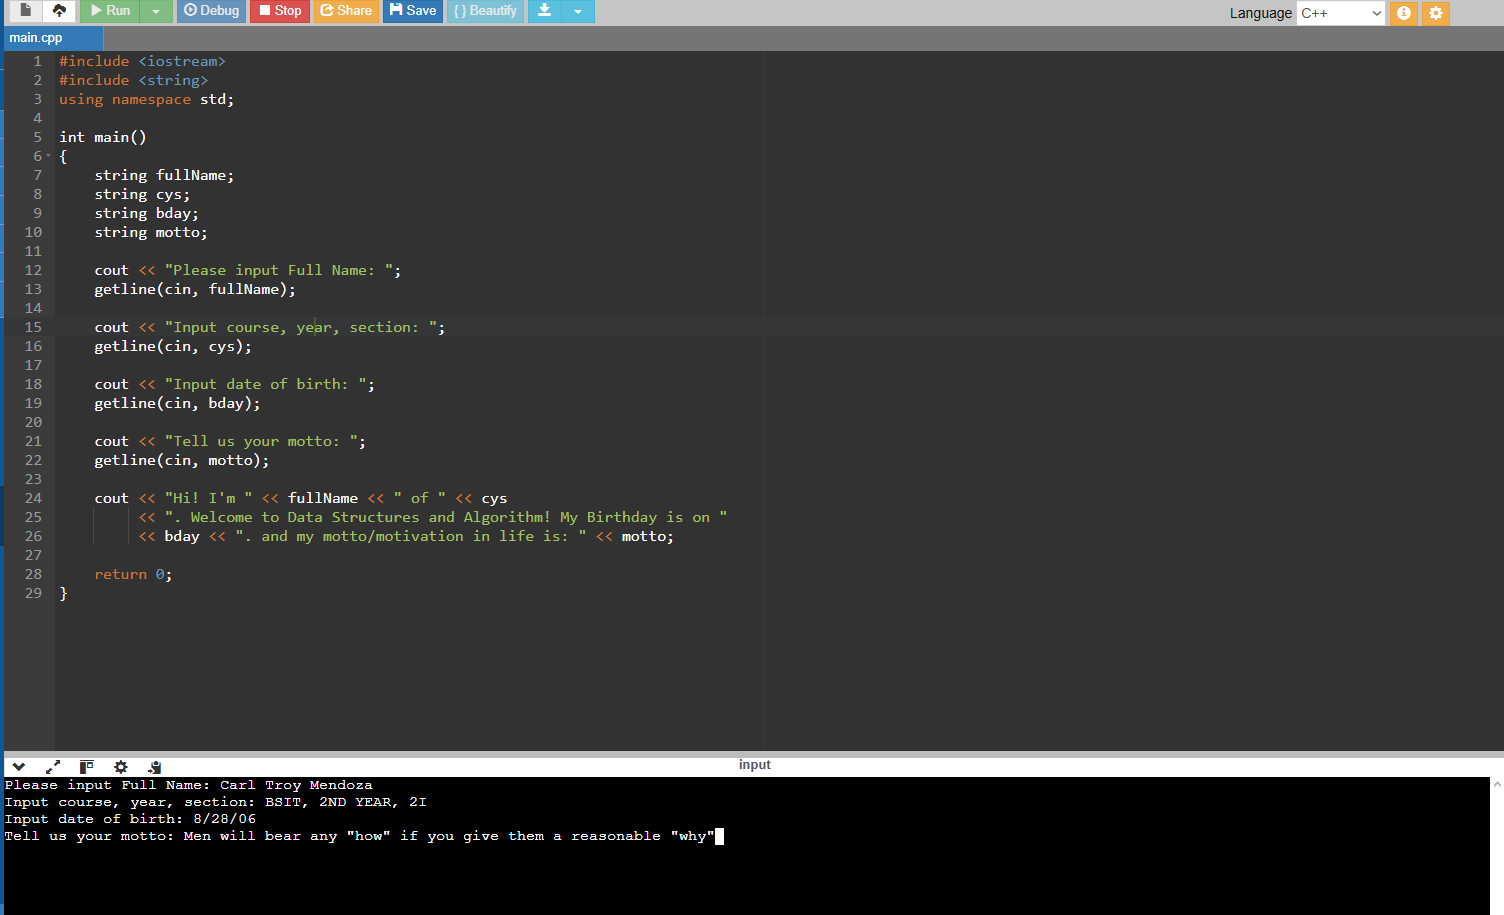 Run Debug Stop Share Save { } Beautify Language C++
main.cpp
1 #include <iostream>
2 #include <string>
3 using namespace std;
4
5 int main()
6 {
7 string fullName;
8 string cys;
9 string bday;
10 string motto;
11
12 cout << "Please input Full Name: ";
13 getline(cin, fullName);
14
15 cout << "Input course, year, section: ";
16 getline(cin, cys);
17
18 cout << "Input date of birth: ";
19 getline(cin, bday);
20
21 cout << "Tell us your motto: ";
22 getline(cin, motto);
23
24 cout << "Hi! I'm " << fullName << " of " << cys
25 << ". Welcome to Data Structures and Algorithm! My Birthday is on "
26 << bday << ". and my motto/motivation in life is: " << motto;
27
28 return 0;
29 }
input
Please input Full Name: Carl Troy Mendoza
Input course, year, section: BSIT, 2ND YEAR, 2I
Input date of birth: 8/28/06
Tell us your motto: Men will bear any "how" if you give them a reasonable "why"